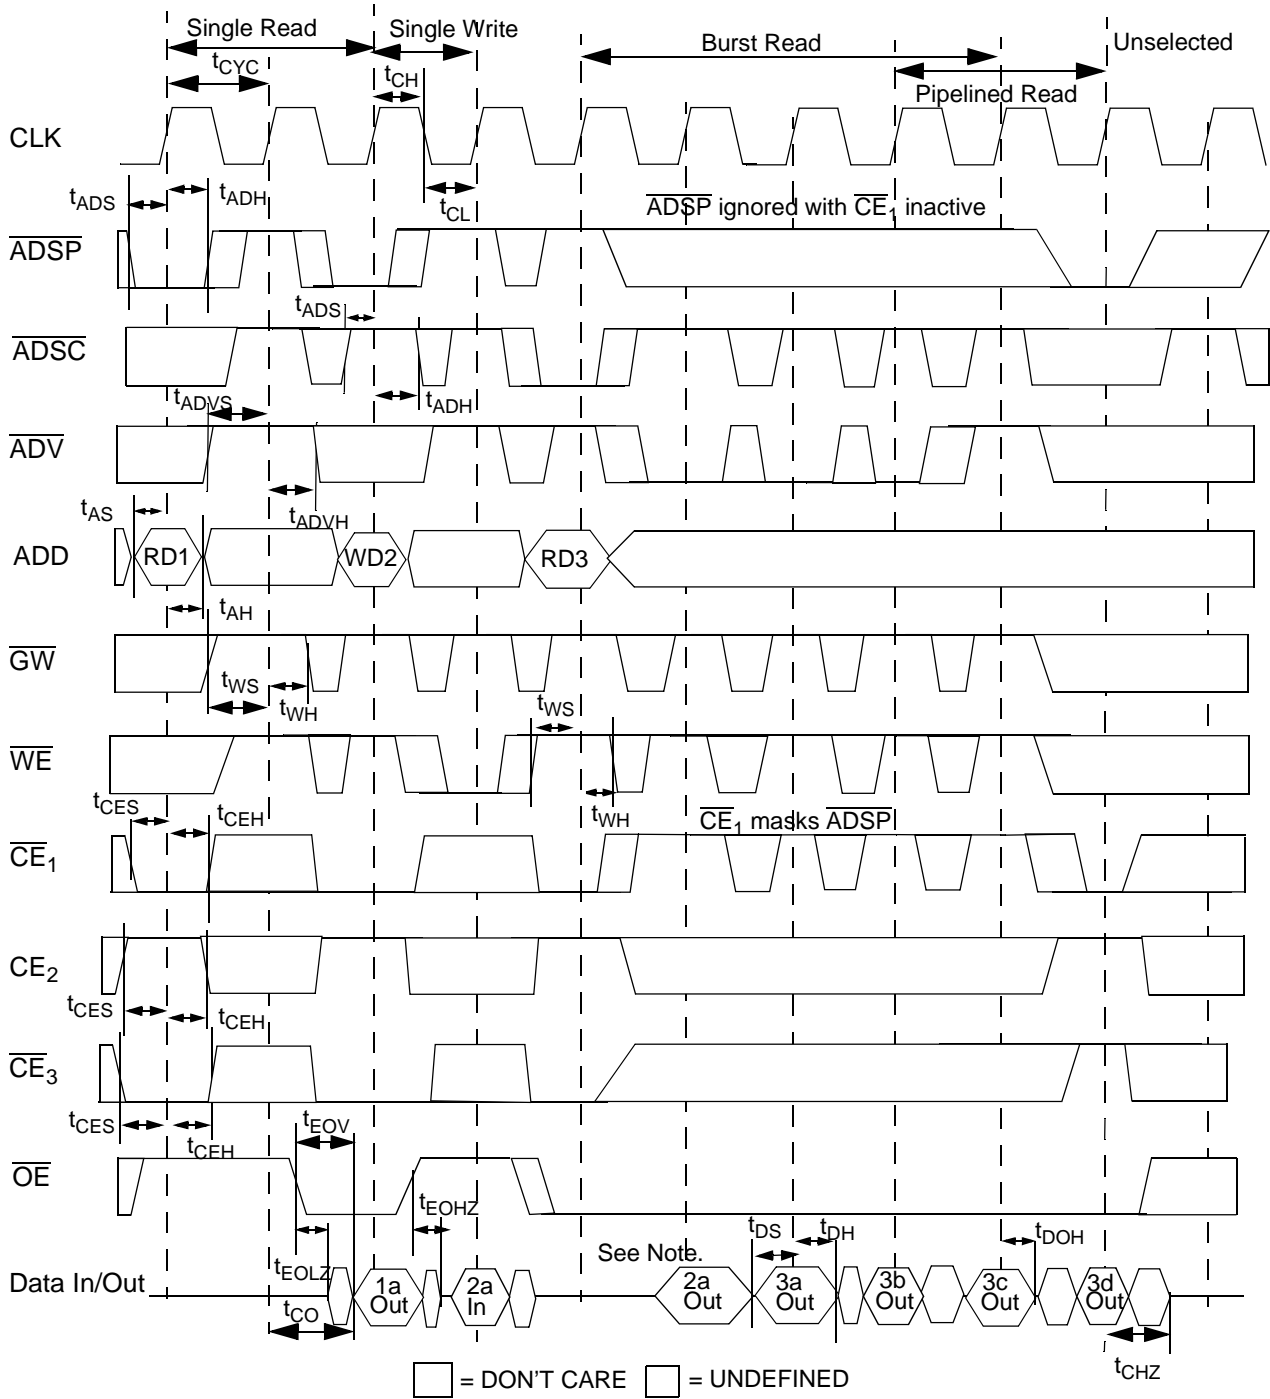 Single Read Single Write Burst Read Unselected
tCYC tCH Pipelined Read
CLK
tADS tADH tCL ADSP ignored with CE1 inactive
ADSP
tADS
ADSC
tADVS tADH
ADV
tAS tADVH
ADD RD1 WD2 RD3
tAH
GW
tWS tWH tWS
WE
tCES tCEH tWH CE1 masks ADSP
CE1
CE2
tCES tCEH
CE3
tCES tCEH tEOV
OE
tEOHZ
See Note. tDS tDH tDOH
Data In/Out tEOLZ 1a Out 2a In 2a Out 3a Out 3b Out 3c Out 3d Out
tCO tCHZ
= DON'T CARE = UNDEFINED